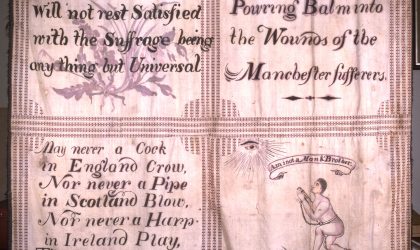 Will not rest Satisfied
with the Suffrage being
any thing but Universal
Powring Balm into
the Wounds of the
Manchester sufferers.
May never a Cock
in England Crow,
Nor never a Pipe
in Scotland Blow,
Nor never a Harp
in Ireland Play,
Am I not a Man & Brother